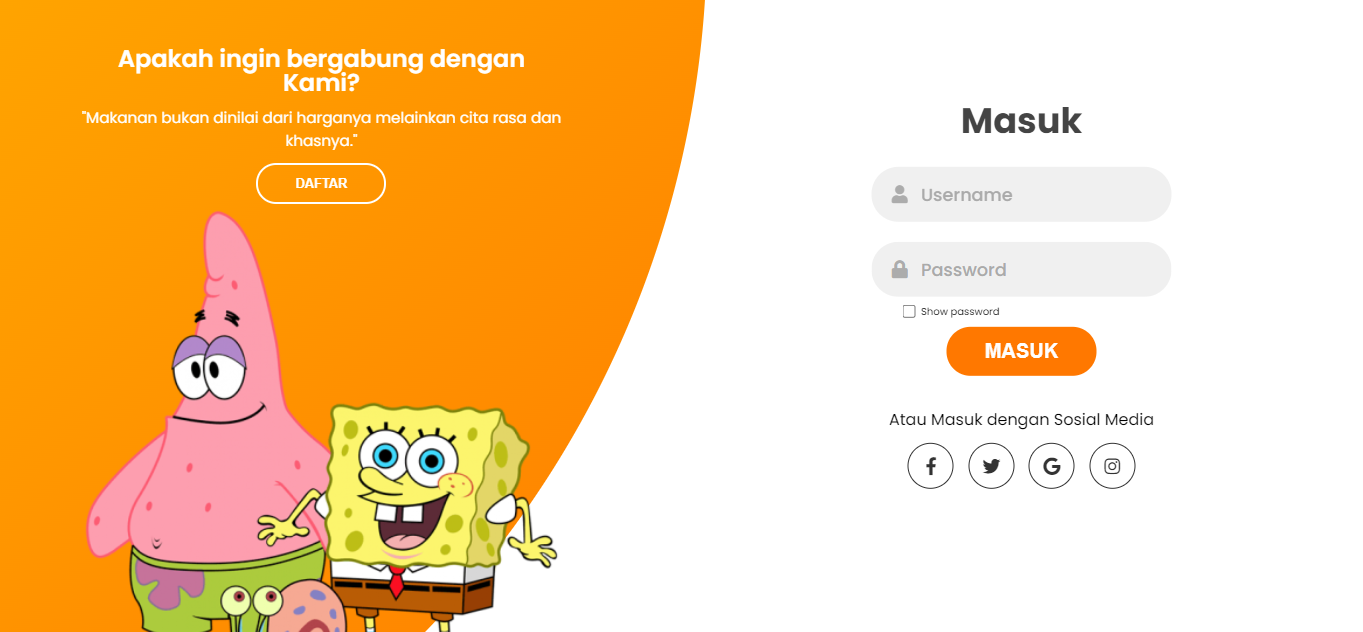 Apakah ingin bergabung dengan
Kami?
"Makanan bukan dinilai dari harganya melainkan cita rasa dan
khasnya."
DAFTAR
Masuk
Username
Password
Show password
MASUK
Atau Masuk dengan Sosial Media